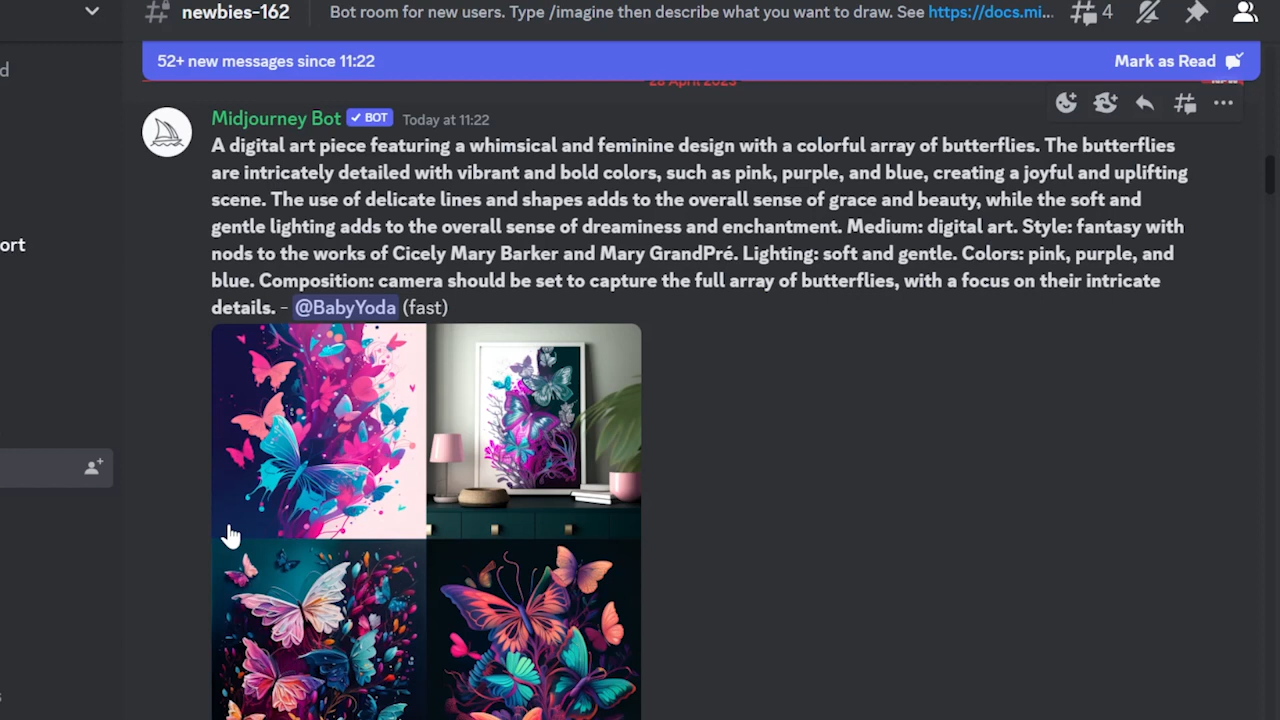 newbies-162
Bot room for new users. Type /imagine then describe what you want to draw. See https://docs.mi...
4
52+ new messages since 11:22
Mark as Read
28 April 2023
Midjourney Bot BOT Today at 11:22
A digital art piece featuring a whimsical and feminine design with a colorful array of butterflies. The butterflies
are intricately detailed with vibrant and bold colors, such as pink, purple, and blue, creating a joyful and uplifting
scene. The use of delicate lines and shapes adds to the overall sense of grace and beauty, while the soft and
gentle lighting adds to the overall sense of dreaminess and enchantment. Medium: digital art. Style: fantasy with
nods to the works of Cicely Mary Barker and Mary GrandPré. Lighting: soft and gentle. Colors: pink, purple, and
blue. Composition: camera should be set to capture the full array of butterflies, with a focus on their intricate
details. - @BabyYoda (fast)
d
ort